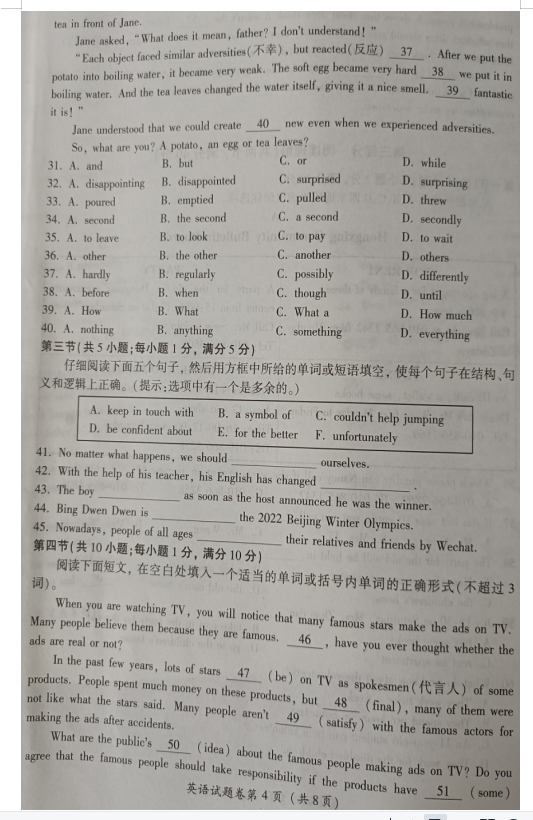 tea in front of Jane.
Jane asked, “What does it mean, father? I don't understand! ”
“Each object faced similar adversities(不幸), but reacted(反应) 37 . After we put the
potato into boiling water, it became very weak. The soft egg became very hard 38 we put it in
boiling water. And the tea leaves changed the water itself, giving it a nice smell. 39 fantastic
it is! ”
Jane understood that we could create 40 new even when we experienced adversities.
So, what are you? A potato, an egg or tea leaves?
31. A. and B. but C. or D. while
32. A. disappointing B. disappointed C. surprised D. surprising
33. A. poured B. emptied C. pulled D. threw
34. A. second B. the second C. a second D. secondly
35. A. to leave B. to look C. to pay D. to wait
36. A. other B. the other C. another D. others
37. A. hardly B. regularly C. possibly D. differently
38. A. before B. when C. though D. until
39. A. How B. What C. What a D. How much
40. A. nothing B. anything C. something D. everything
第三节(共5小题;每小题1分,满分5分)
仔细阅读下面五个句子,然后用方框中所给的单词或短语填空,使每个句子在结构、句
义和逻辑上正确。(提示:选项中有一个是多余的。)
A. keep in touch with B. a symbol of C. couldn't help jumping
D. be confident about E. for the better F. unfortunately
41. No matter what happens, we should ________ ourselves.
42. With the help of his teacher, his English has changed ________ .
43. The boy ________ as soon as the host announced he was the winner.
44. Bing Dwen Dwen is ________ the 2022 Beijing Winter Olympics.
45. Nowadays, people of all ages ________ their relatives and friends by Wechat.
第四节(共10小题;每小题1分,满分10分)
阅读下面短文,在空白处填入一个适当的单词或括号内单词的正确形式(不超过3
词)。
When you are watching TV, you will notice that many famous stars make the ads on TV.
Many people believe them because they are famous. 46 , have you ever thought whether the
ads are real or not?
In the past few years, lots of stars 47 (be) on TV as spokesmen(代言人) of some
products. People spent much money on these products, but 48 (final), many of them were
not like what the stars said. Many people aren't 49 (satisfy) with the famous actors for
making the ads after accidents.
What are the public's 50 (idea) about the famous people making ads on TV? Do you
agree that the famous people should take responsibility if the products have 51 (some)
英语试题卷第4页(共8页)